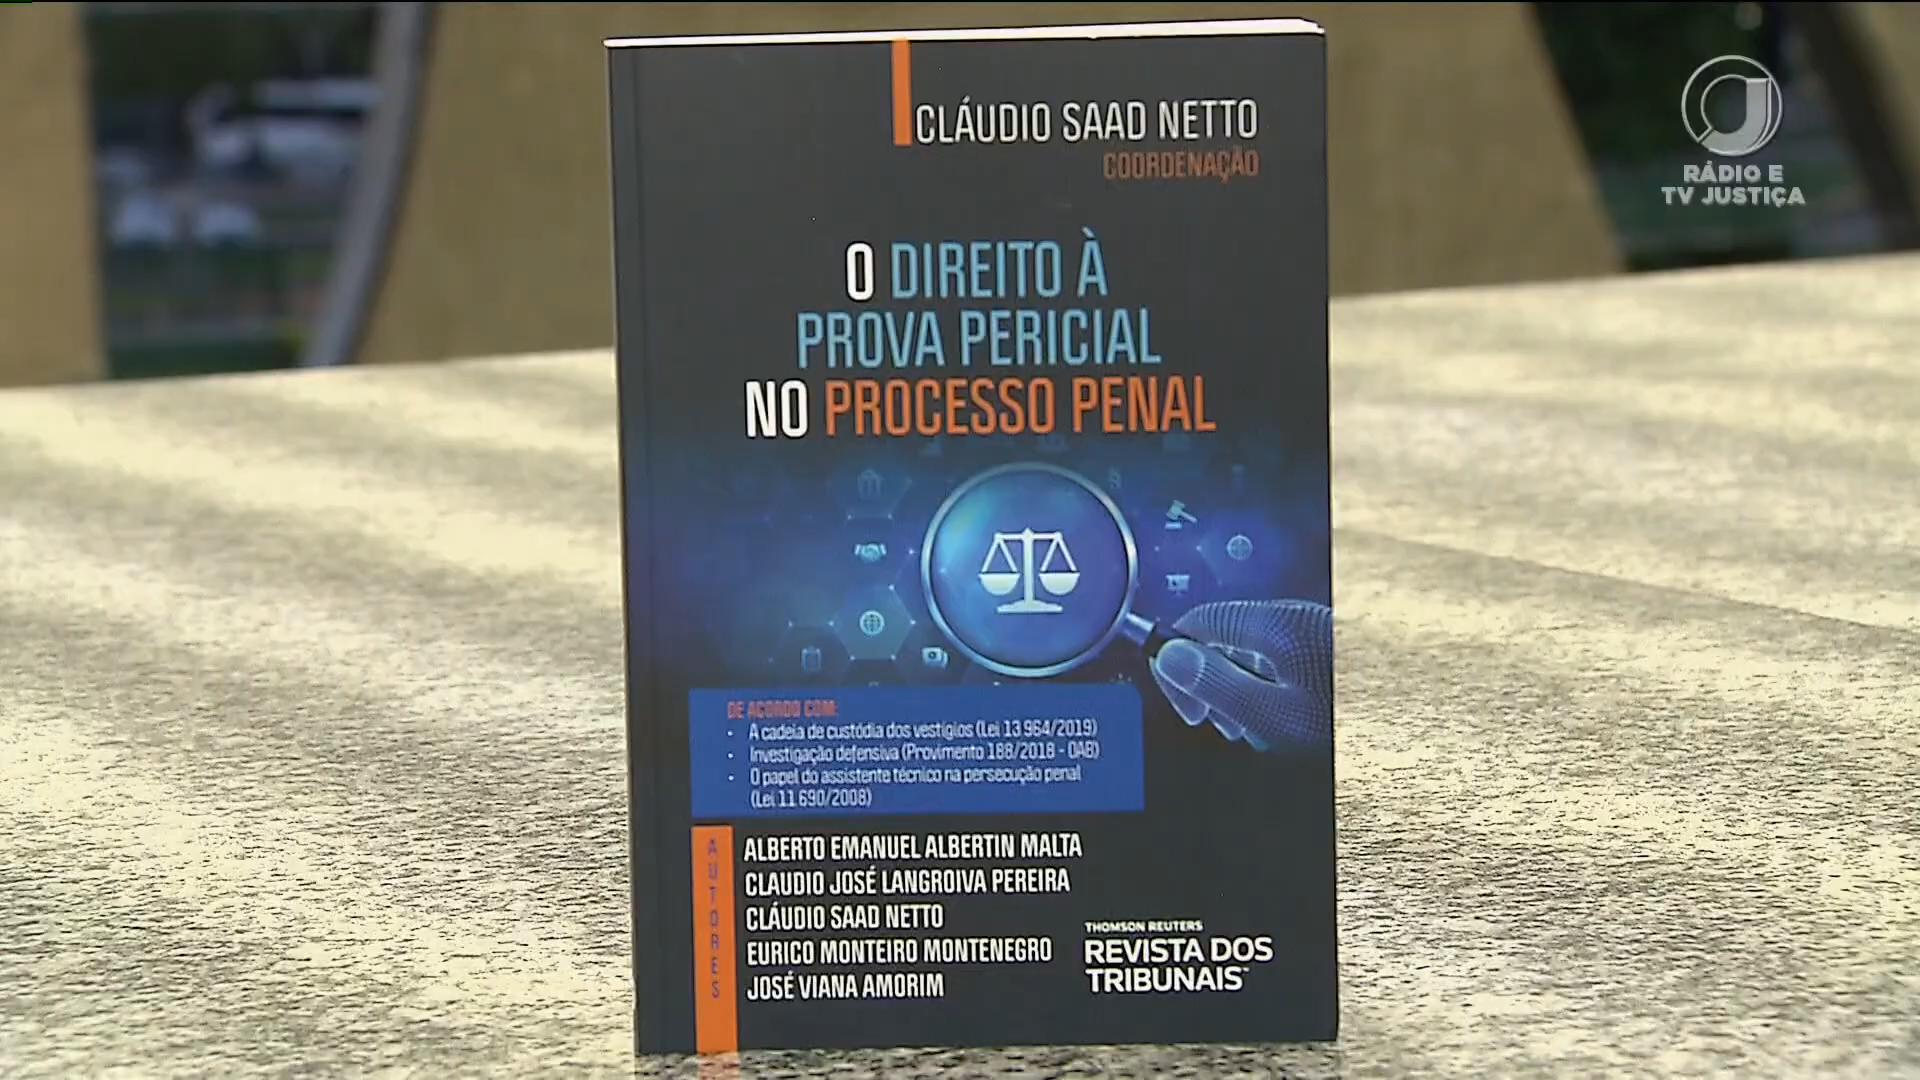 CLÁUDIO SAAD NETTO
COORDENAÇÃO
O DIREITO À
PROVA PERICIAL
NO PROCESSO PENAL
DE ACORDO COM:
• A cadeia de custódia dos vestígios (Lei 13.964/2019)
• Investigação defensiva (Provimento 188/2018 - OAB)
• O papel do assistente técnico na persecução penal
(Lei 11.690/2008)
AUTORES
ALBERTO EMANUEL ALBERTIN MALTA
CLAUDIO JOSÉ LANGROIVA PEREIRA
CLÁUDIO SAAD NETTO
EURICO MONTEIRO MONTENEGRO
JOSÉ VIANA AMORIM
THOMSON REUTERS
REVISTA DOS
TRIBUNAIS™
RÁDIO E
TV JUSTIÇA